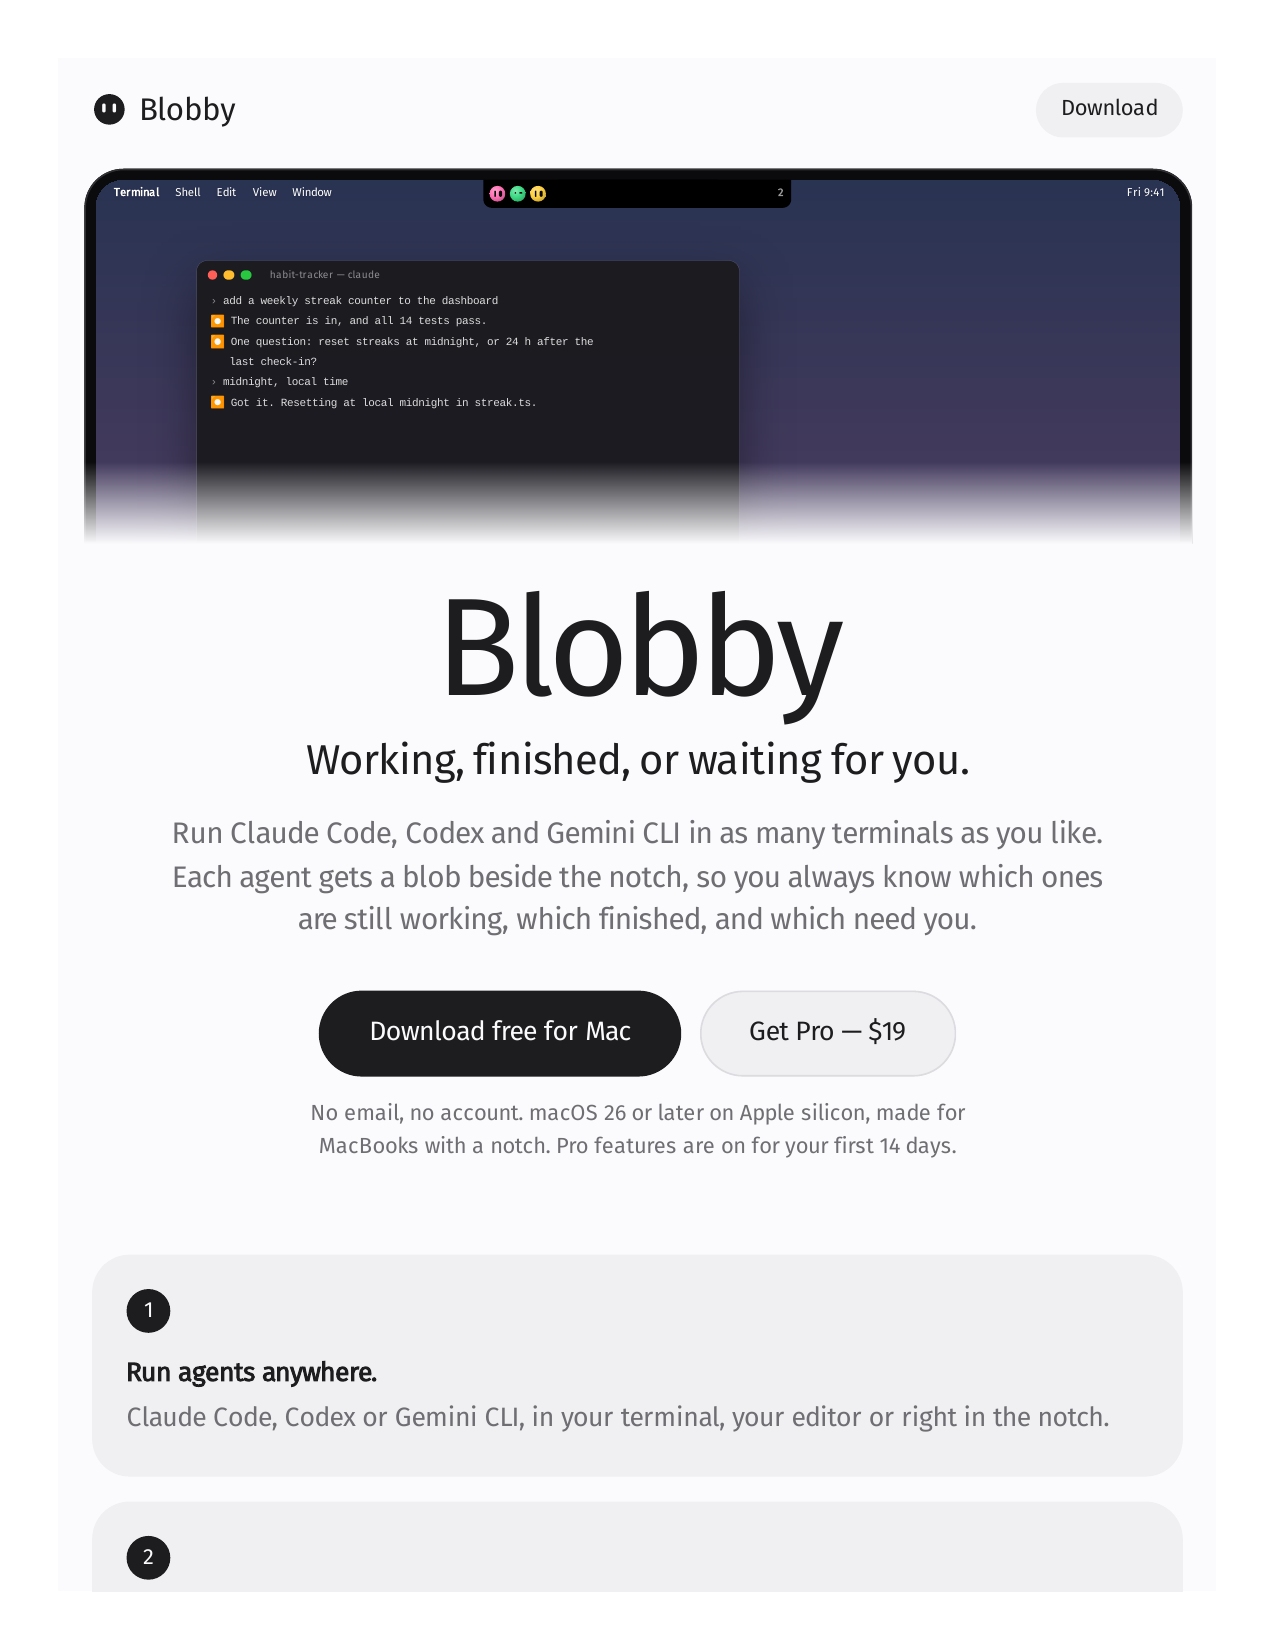 Blobby
Download
Terminal Shell Edit View Window
2
Fri 9:41
habit-tracker — claude
› add a weekly streak counter to the dashboard
⏺ The counter is in, and all 14 tests pass.
⏺ One question: reset streaks at midnight, or 24 h after the
last check-in?
› midnight, local time
⏺ Got it. Resetting at local midnight in streak.ts.
Blobby
Working, finished, or waiting for you.
Run Claude Code, Codex and Gemini CLI in as many terminals as you like.
Each agent gets a blob beside the notch, so you always know which ones
are still working, which finished, and which need you.
Download free for Mac
Get Pro — $19
No email, no account. macOS 26 or later on Apple silicon, made for
MacBooks with a notch. Pro features are on for your first 14 days.
1
Run agents anywhere.
Claude Code, Codex or Gemini CLI, in your terminal, your editor or right in the notch.
2